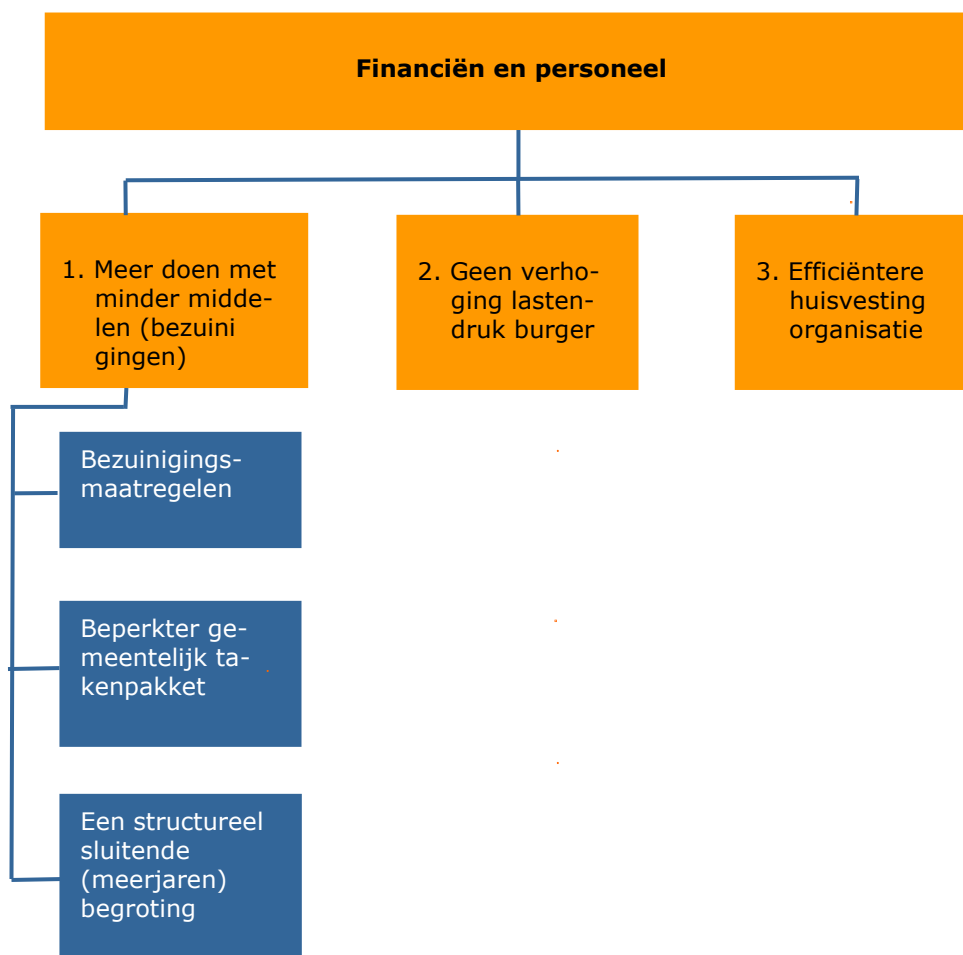 Financiën en personeel
1. Meer doen met
minder midde-
len (bezuini
gingen)
2. Geen verho-
ging lasten-
druk burger
3. Efficiëntere
huisvesting
organisatie
Bezuinigings-
maatregelen
Beperkter ge-
meentelijk ta-
kenpakket
Een structureel
sluitende
(meerjaren)
begroting